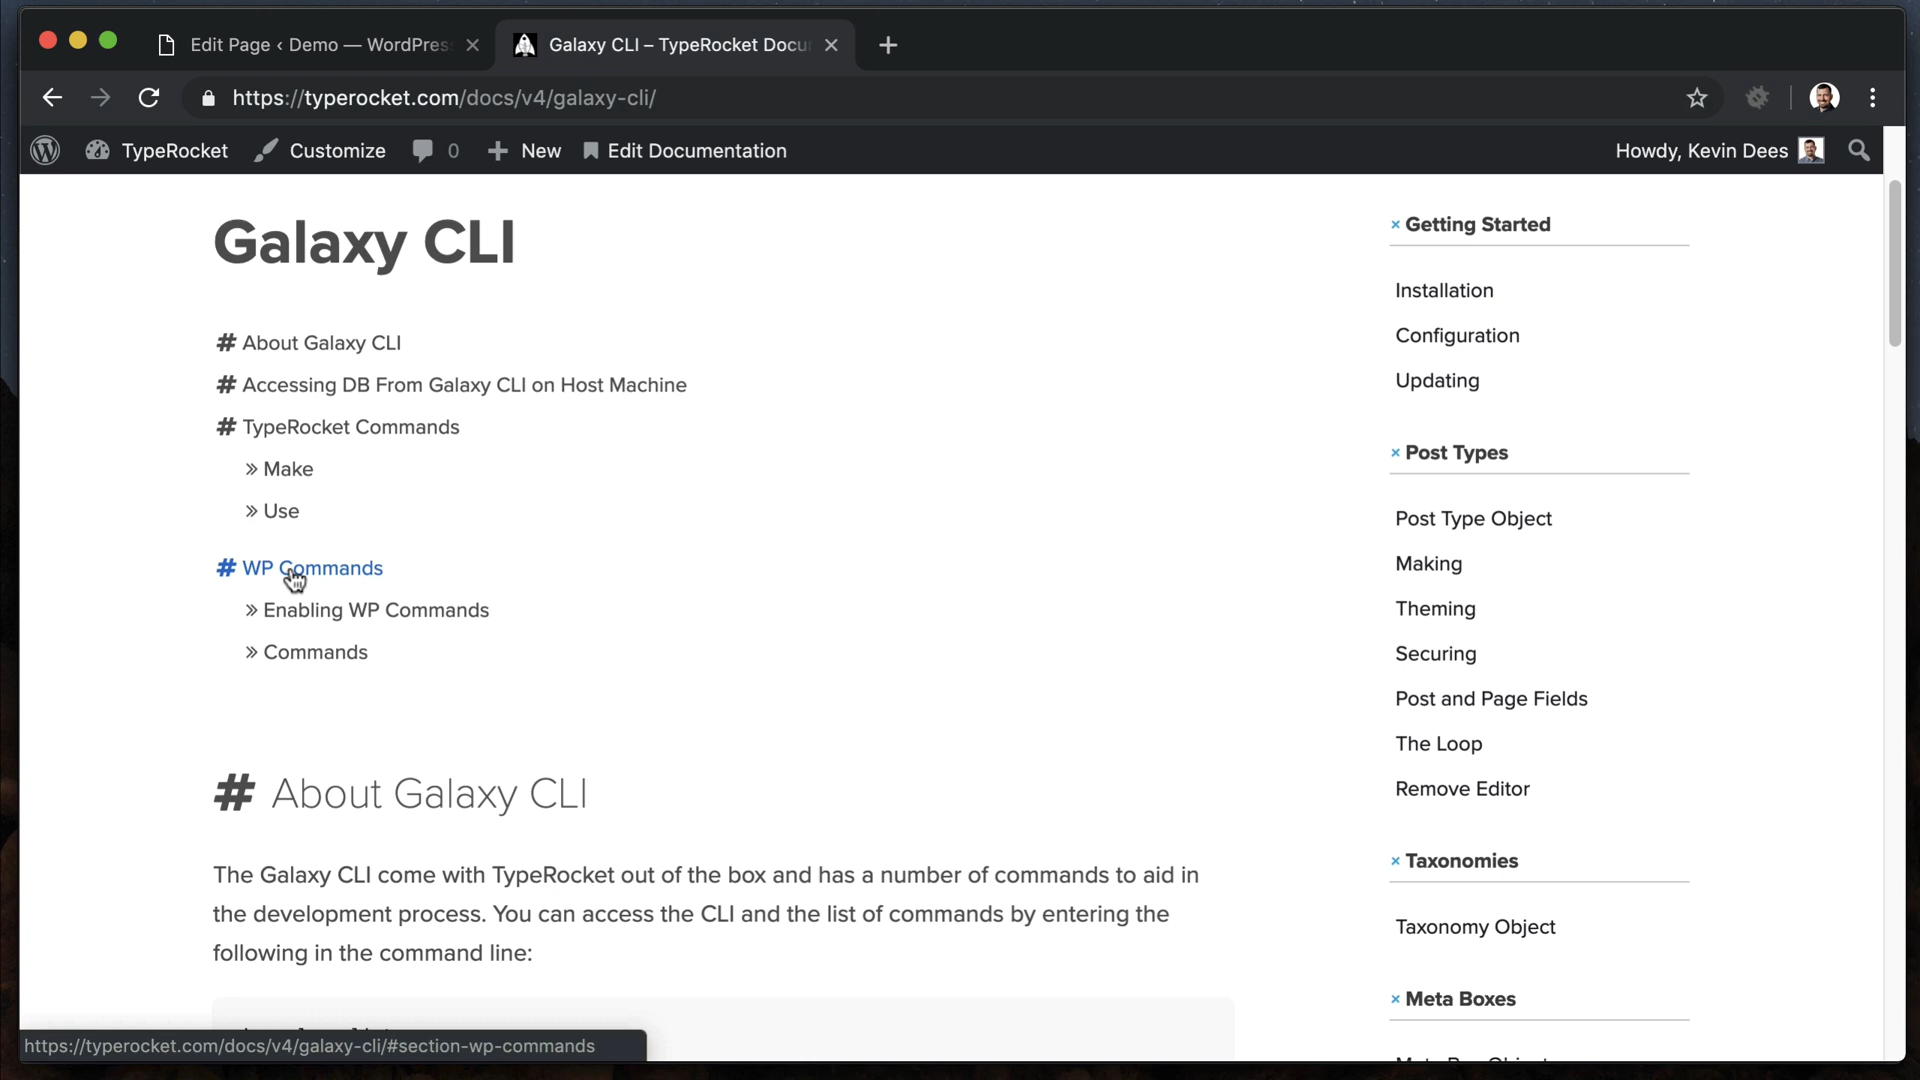 Edit Page ‹ Demo — WordPres
Galaxy CLI – TypeRocket Docu
https://typerocket.com/docs/v4/galaxy-cli/
TypeRocket
Customize
0
New
Edit Documentation
Howdy, Kevin Dees
Galaxy CLI
# About Galaxy CLI
# Accessing DB From Galaxy CLI on Host Machine
# TypeRocket Commands
» Make
» Use
# WP Commands
» Enabling WP Commands
» Commands
# About Galaxy CLI
The Galaxy CLI come with TypeRocket out of the box and has a number of commands to aid in
the development process. You can access the CLI and the list of commands by entering the
following in the command line:
× Getting Started
Installation
Configuration
Updating
× Post Types
Post Type Object
Making
Theming
Securing
Post and Page Fields
The Loop
Remove Editor
× Taxonomies
Taxonomy Object
× Meta Boxes
https://typerocket.com/docs/v4/galaxy-cli/#section-wp-commands